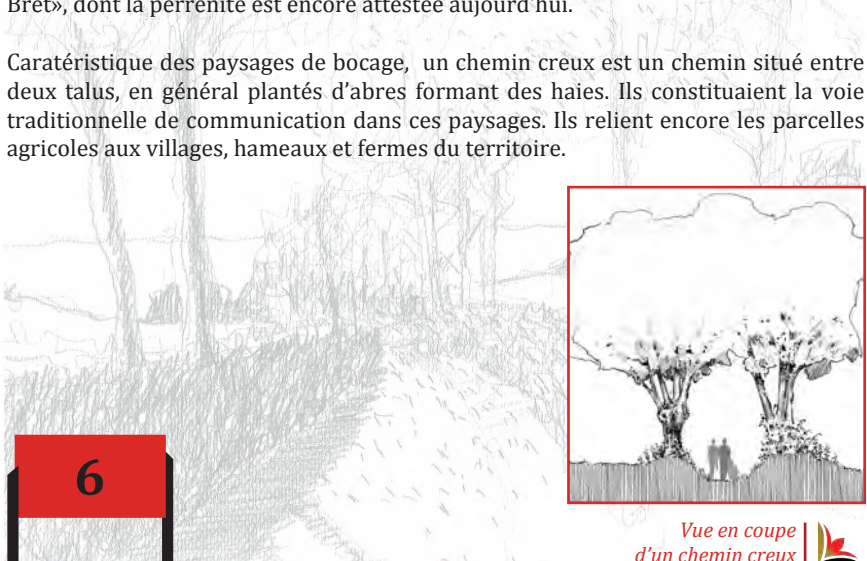 Bret», dont la perrénité est encore attestée aujourd'hui.
Caratéristique des paysages de bocage, un chemin creux est un chemin situé entre
deux talus, en général plantés d'abres formant des haies. Ils constituaient la voie
traditionnelle de communication dans ces paysages. Ils relient encore les parcelles
agricoles aux villages, hameaux et fermes du territoire.
6
Vue en coupe
d'un chemin creux